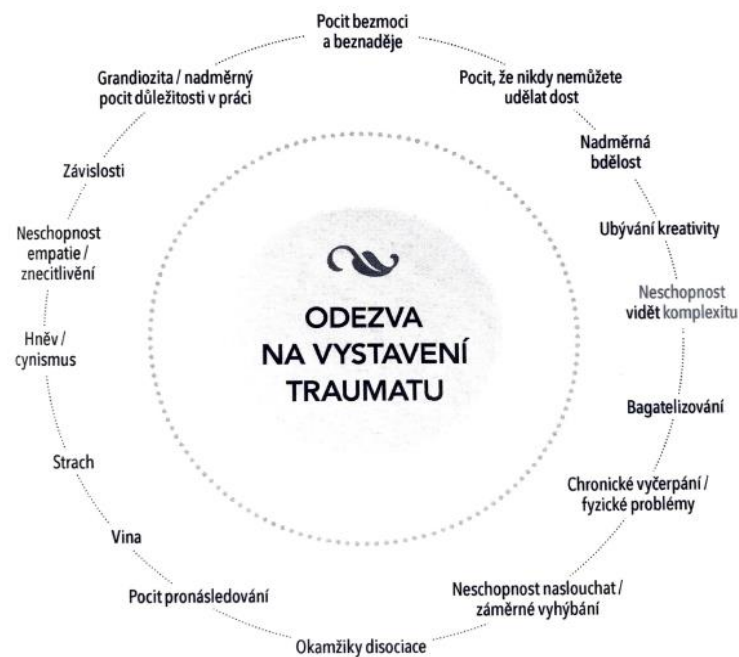 Pocit bezmoci
a beznaděje
Pocit, že nikdy nemůžete
udělat dost
Nadměrná
bdělost
Ubývání kreativity
Neschopnost
vidět komplexitu
Bagatelizování
Chronické vyčerpání /
fyzické problémy
Neschopnost naslouchat /
záměrné vyhýbání
Okamžiky disociace
Pocit pronásledování
Vina
Strach
Hněv /
cynismus
Neschopnost
empatie /
znecitlivění
Závislosti
Grandiozita / nadměrný
pocit důležitosti v práci
ODEZVA
NA VYSTAVENÍ
TRAUMATU